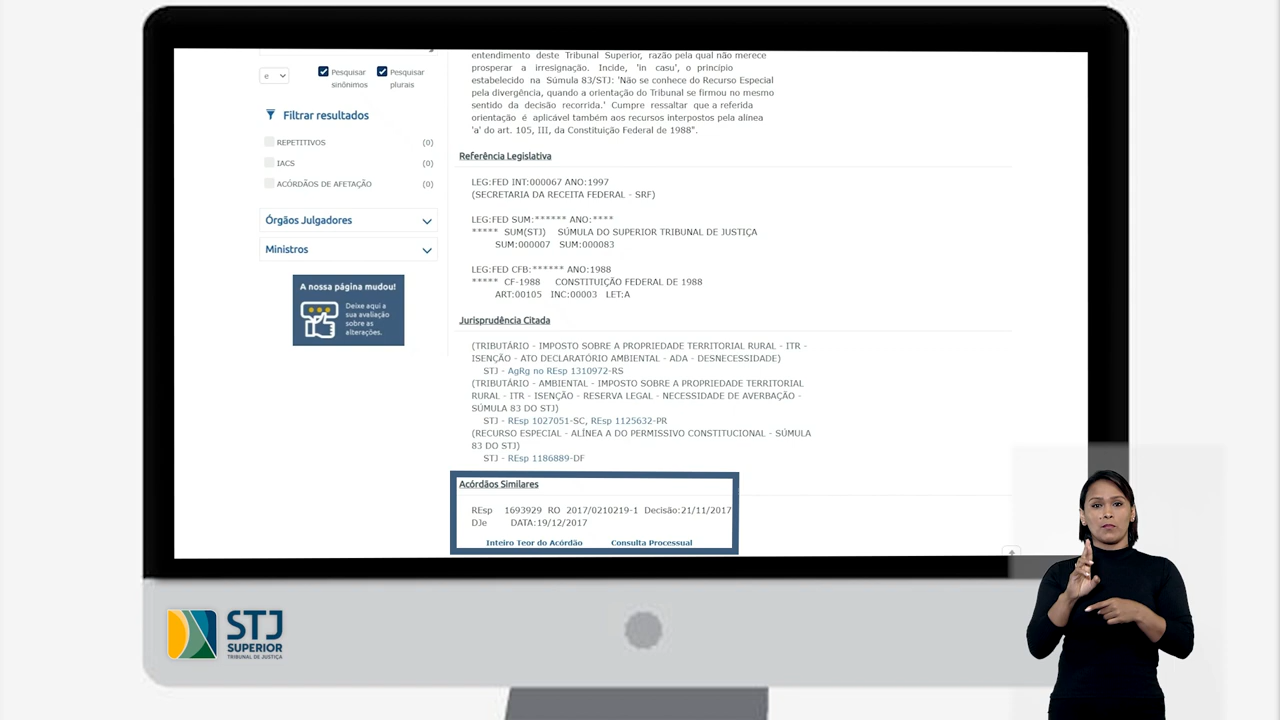 e
Pesquisar sinônimos
Pesquisar plurais
Filtrar resultados
REPETITIVOS (0)
IACS (0)
ACÓRDÃOS DE AFETAÇÃO (0)
Órgãos Julgadores
Ministros
A nossa página mudou!
Deixe aqui a
sua avaliação
sobre as
alterações.
entendimento deste Tribunal Superior, razão pela qual não merece
prosperar a irresignação. Incide, 'in casu', o princípio
estabelecido na Súmula 83/STJ: 'Não se conhece do Recurso Especial
pela divergência, quando a orientação do Tribunal se firmou no mesmo
sentido da decisão recorrida.' Cumpre ressaltar que a referida
orientação é aplicável também aos recursos interpostos pela alínea
'a' do art. 105, III, da Constituição Federal de 1988".
Referência Legislativa
LEG:FED INT:000067 ANO:1997
(SECRETARIA DA RECEITA FEDERAL - SRF)
LEG:FED SUM:****** ANO:****
***** SUM(STJ) SÚMULA DO SUPERIOR TRIBUNAL DE JUSTIÇA
SUM:000007 SUM:000083
LEG:FED CFB:****** ANO:1988
***** CF-1988 CONSTITUIÇÃO FEDERAL DE 1988
ART:00105 INC:00003 LET:A
Jurisprudência Citada
(TRIBUTÁRIO - IMPOSTO SOBRE A PROPRIEDADE TERRITORIAL RURAL - ITR -
ISENÇÃO - ATO DECLARATÓRIO AMBIENTAL - ADA - DESNECESSIDADE)
STJ - AgRg no REsp 1310972-RS
(TRIBUTÁRIO - AMBIENTAL - IMPOSTO SOBRE A PROPRIEDADE TERRITORIAL
RURAL - ITR - ISENÇÃO - RESERVA LEGAL - NECESSIDADE DE AVERBAÇÃO -
SÚMULA 83 DO STJ)
STJ - REsp 1027051-SC, REsp 1125632-PR
(RECURSO ESPECIAL - ALÍNEA A DO PERMISSIVO CONSTITUCIONAL - SÚMULA
83 DO STJ)
STJ - REsp 1186889-DF
Acórdãos Similares
REsp 1693929 RO 2017/0210219-1 Decisão:21/11/2017
DJe DATA:19/12/2017
Inteiro Teor do Acórdão Consulta Processual
STJ
SUPERIOR
TRIBUNAL DE JUSTIÇA